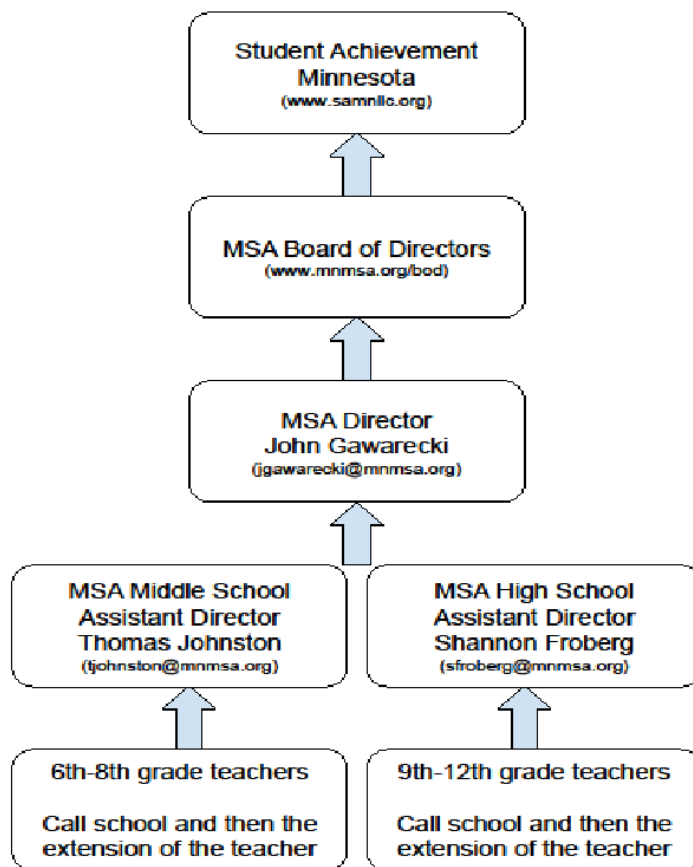 Student Achievement
Minnesota
(www.samnllc.org)
MSA Board of Directors
(www.mnmsa.org/bod)
MSA Director
John Gawarecki
(jgawarecki@mnmsa.org)
MSA Middle School
Assistant Director
Thomas Johnston
(tjohnston@mnmsa.org)
MSA High School
Assistant Director
Shannon Froberg
(sfroberg@mnmsa.org)
6th-8th grade teachers
Call school and then the
extension of the teacher
9th-12th grade teachers
Call school and then the
extension of the teacher